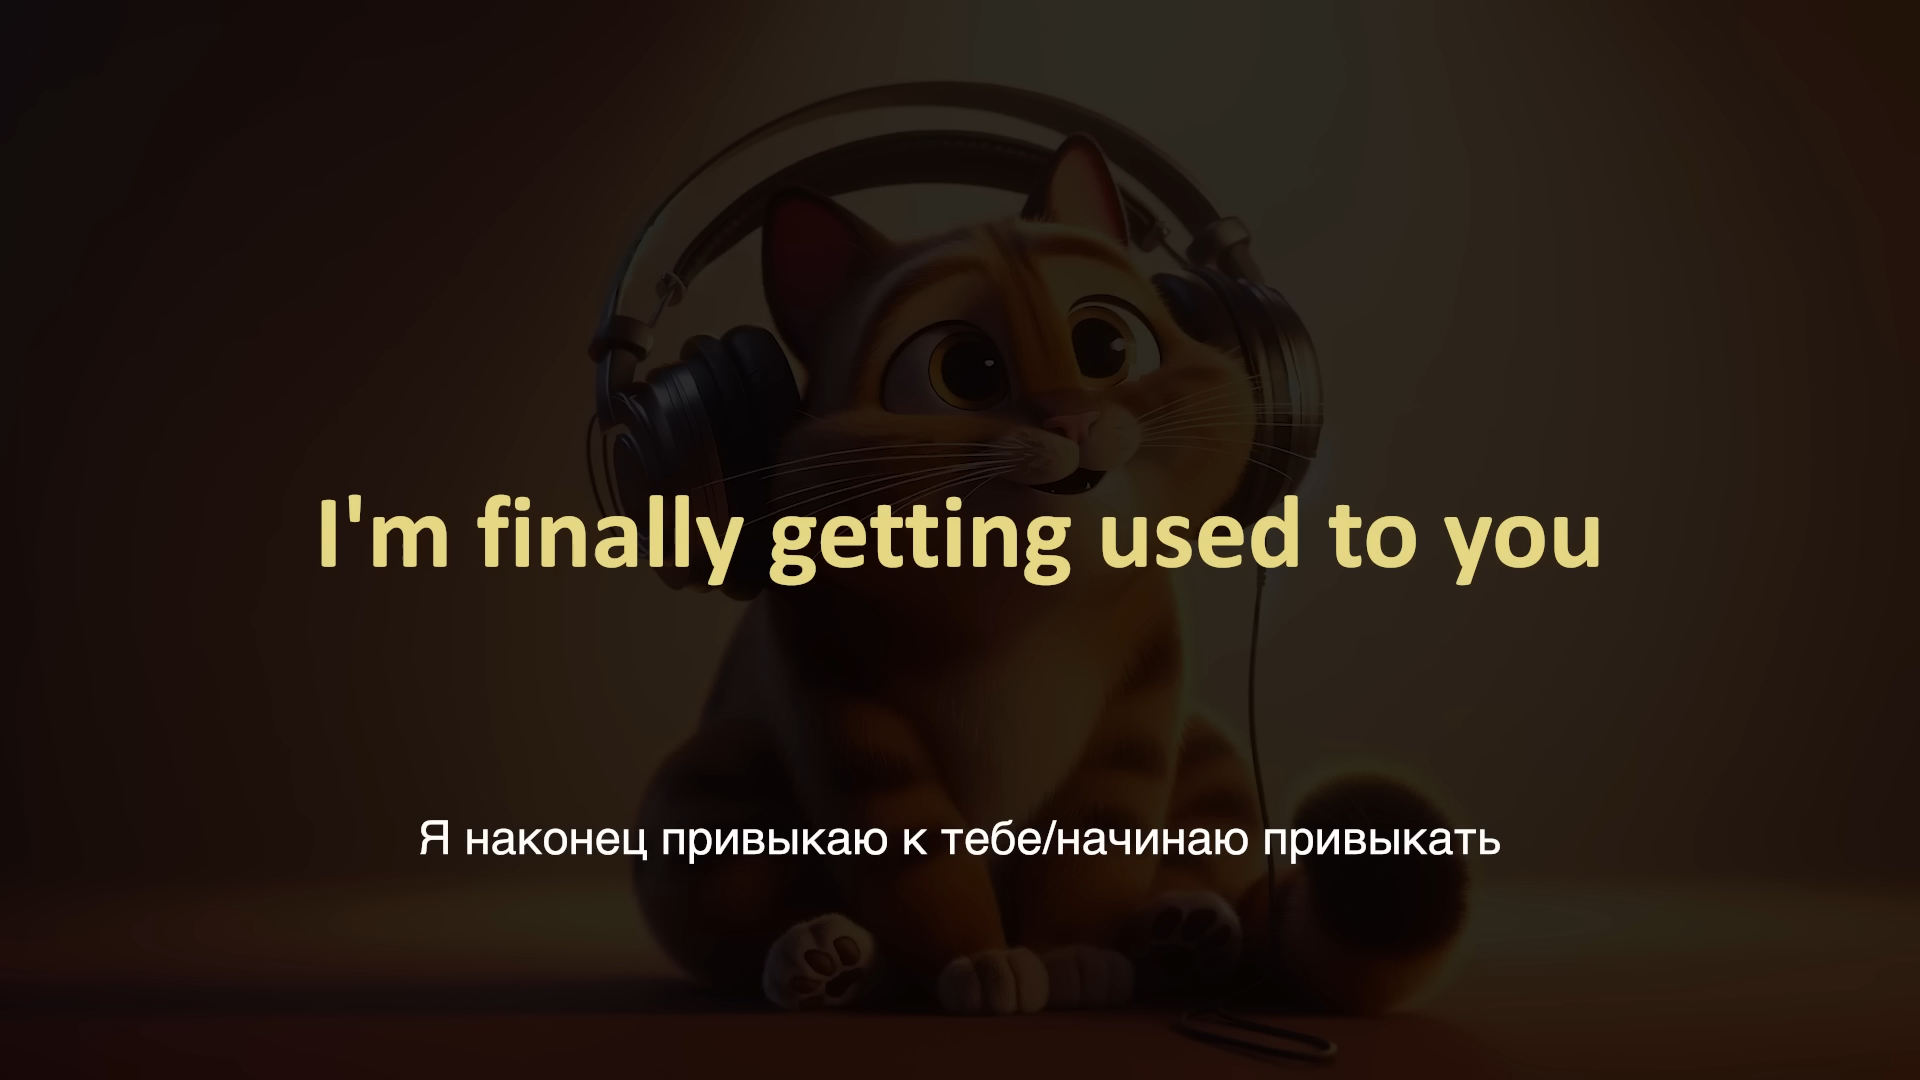 I'm finally getting used to you
Я наконец привыкаю к тебе/начинаю привыкать